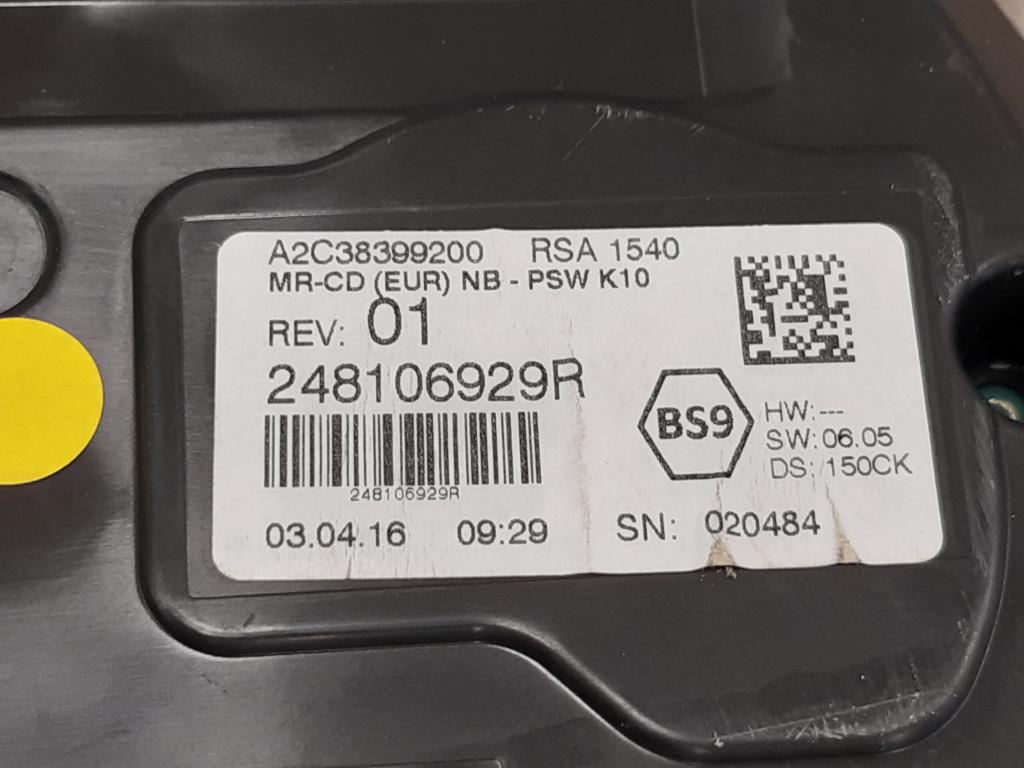 A2C38399200 RSA 1540
MR-CD (EUR) NB - PSW K10
REV: 01
248106929R
BS9
HW:---
SW: 06.05
DS: 150CK
248106929R
03.04.16 09:29 SN: 020484